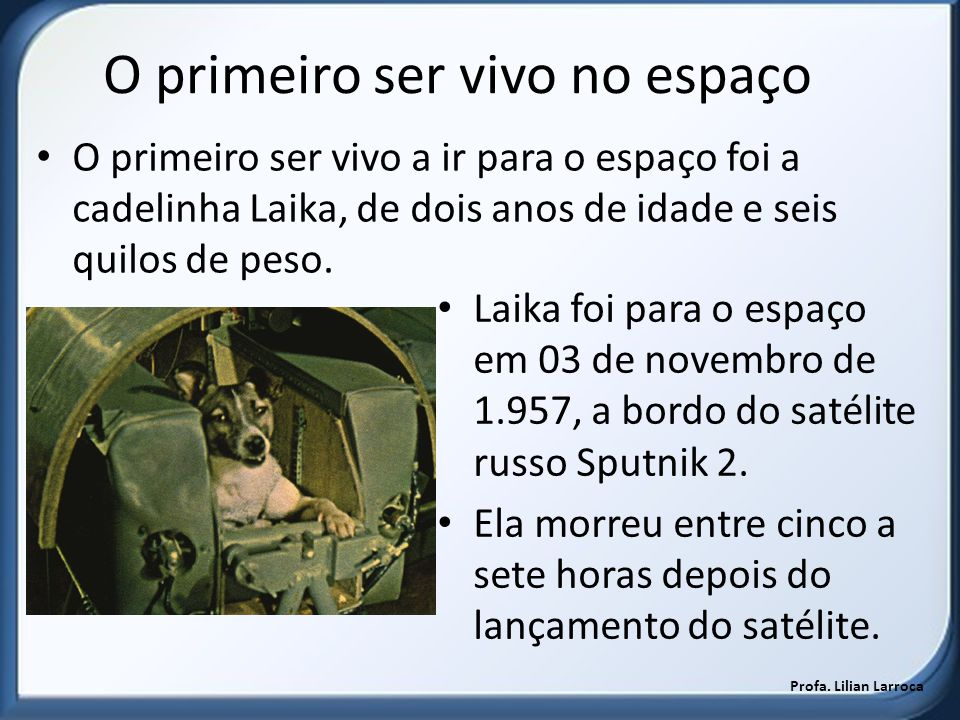 O primeiro ser vivo no espaço
• O primeiro ser vivo a ir para o espaço foi a
cadelinha Laika, de dois anos de idade e seis
quilos de peso.
• Laika foi para o espaço
em 03 de novembro de
1.957, a bordo do satélite
russo Sputnik 2.
• Ela morreu entre cinco a
sete horas depois do
lançamento do satélite.
Profa. Lilian Larroca